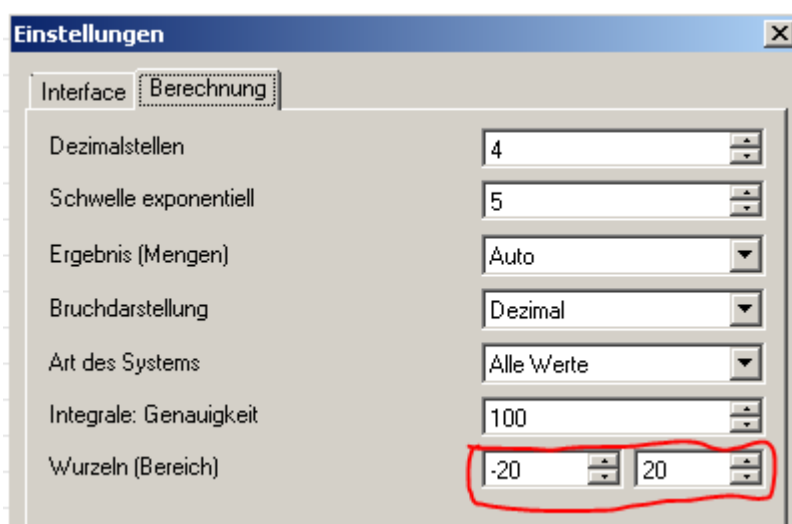 Einstellungen
Interface Berechnung
Dezimalstellen 4
Schwelle exponentiell 5
Ergebnis (Mengen) Auto
Bruchdarstellung Dezimal
Art des Systems Alle Werte
Integrale: Genauigkeit 100
Wurzeln (Bereich) -20 20